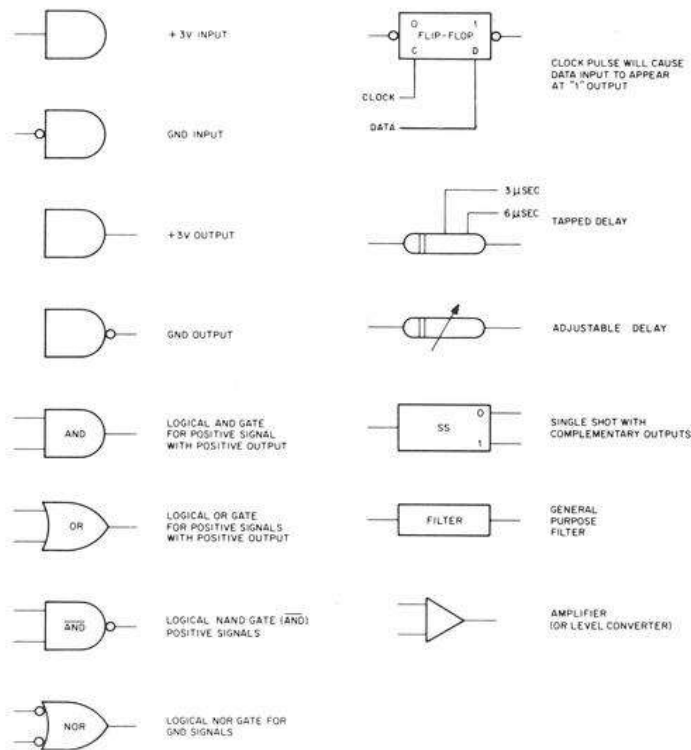 +3V INPUT
GND INPUT
+3V OUTPUT
GND OUTPUT
AND
LOGICAL AND GATE
FOR POSITIVE SIGNAL
WITH POSITIVE OUTPUT
OR
LOGICAL OR GATE
FOR POSITIVE SIGNALS
WITH POSITIVE OUTPUT
A̅N̅D̅
LOGICAL NAND GATE (A̅N̅D̅)
POSITIVE SIGNALS
NOR
LOGICAL NOR GATE FOR
GND SIGNALS
0 1
FLIP-FLOP
C D
CLOCK
DATA
CLOCK PULSE WILL CAUSE
DATA INPUT TO APPEAR
AT "1" OUTPUT
3 μSEC
6 μSEC
TAPPED DELAY
ADJUSTABLE DELAY
SS
0
1
SINGLE SHOT WITH
COMPLEMENTARY OUTPUTS
FILTER
GENERAL
PURPOSE
FILTER
AMPLIFIER
(OR LEVEL CONVERTER)